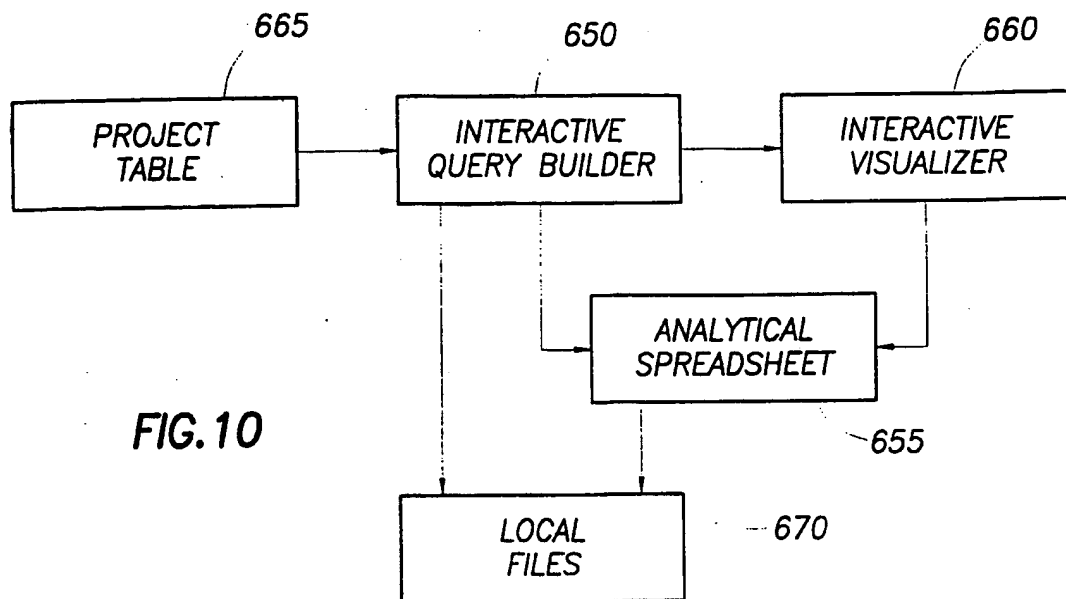 665
650
660
PROJECT
TABLE
INTERACTIVE
QUERY BUILDER
INTERACTIVE
VISUALIZER
ANALYTICAL
SPREADSHEET
FIG.10
655
LOCAL
FILES
670